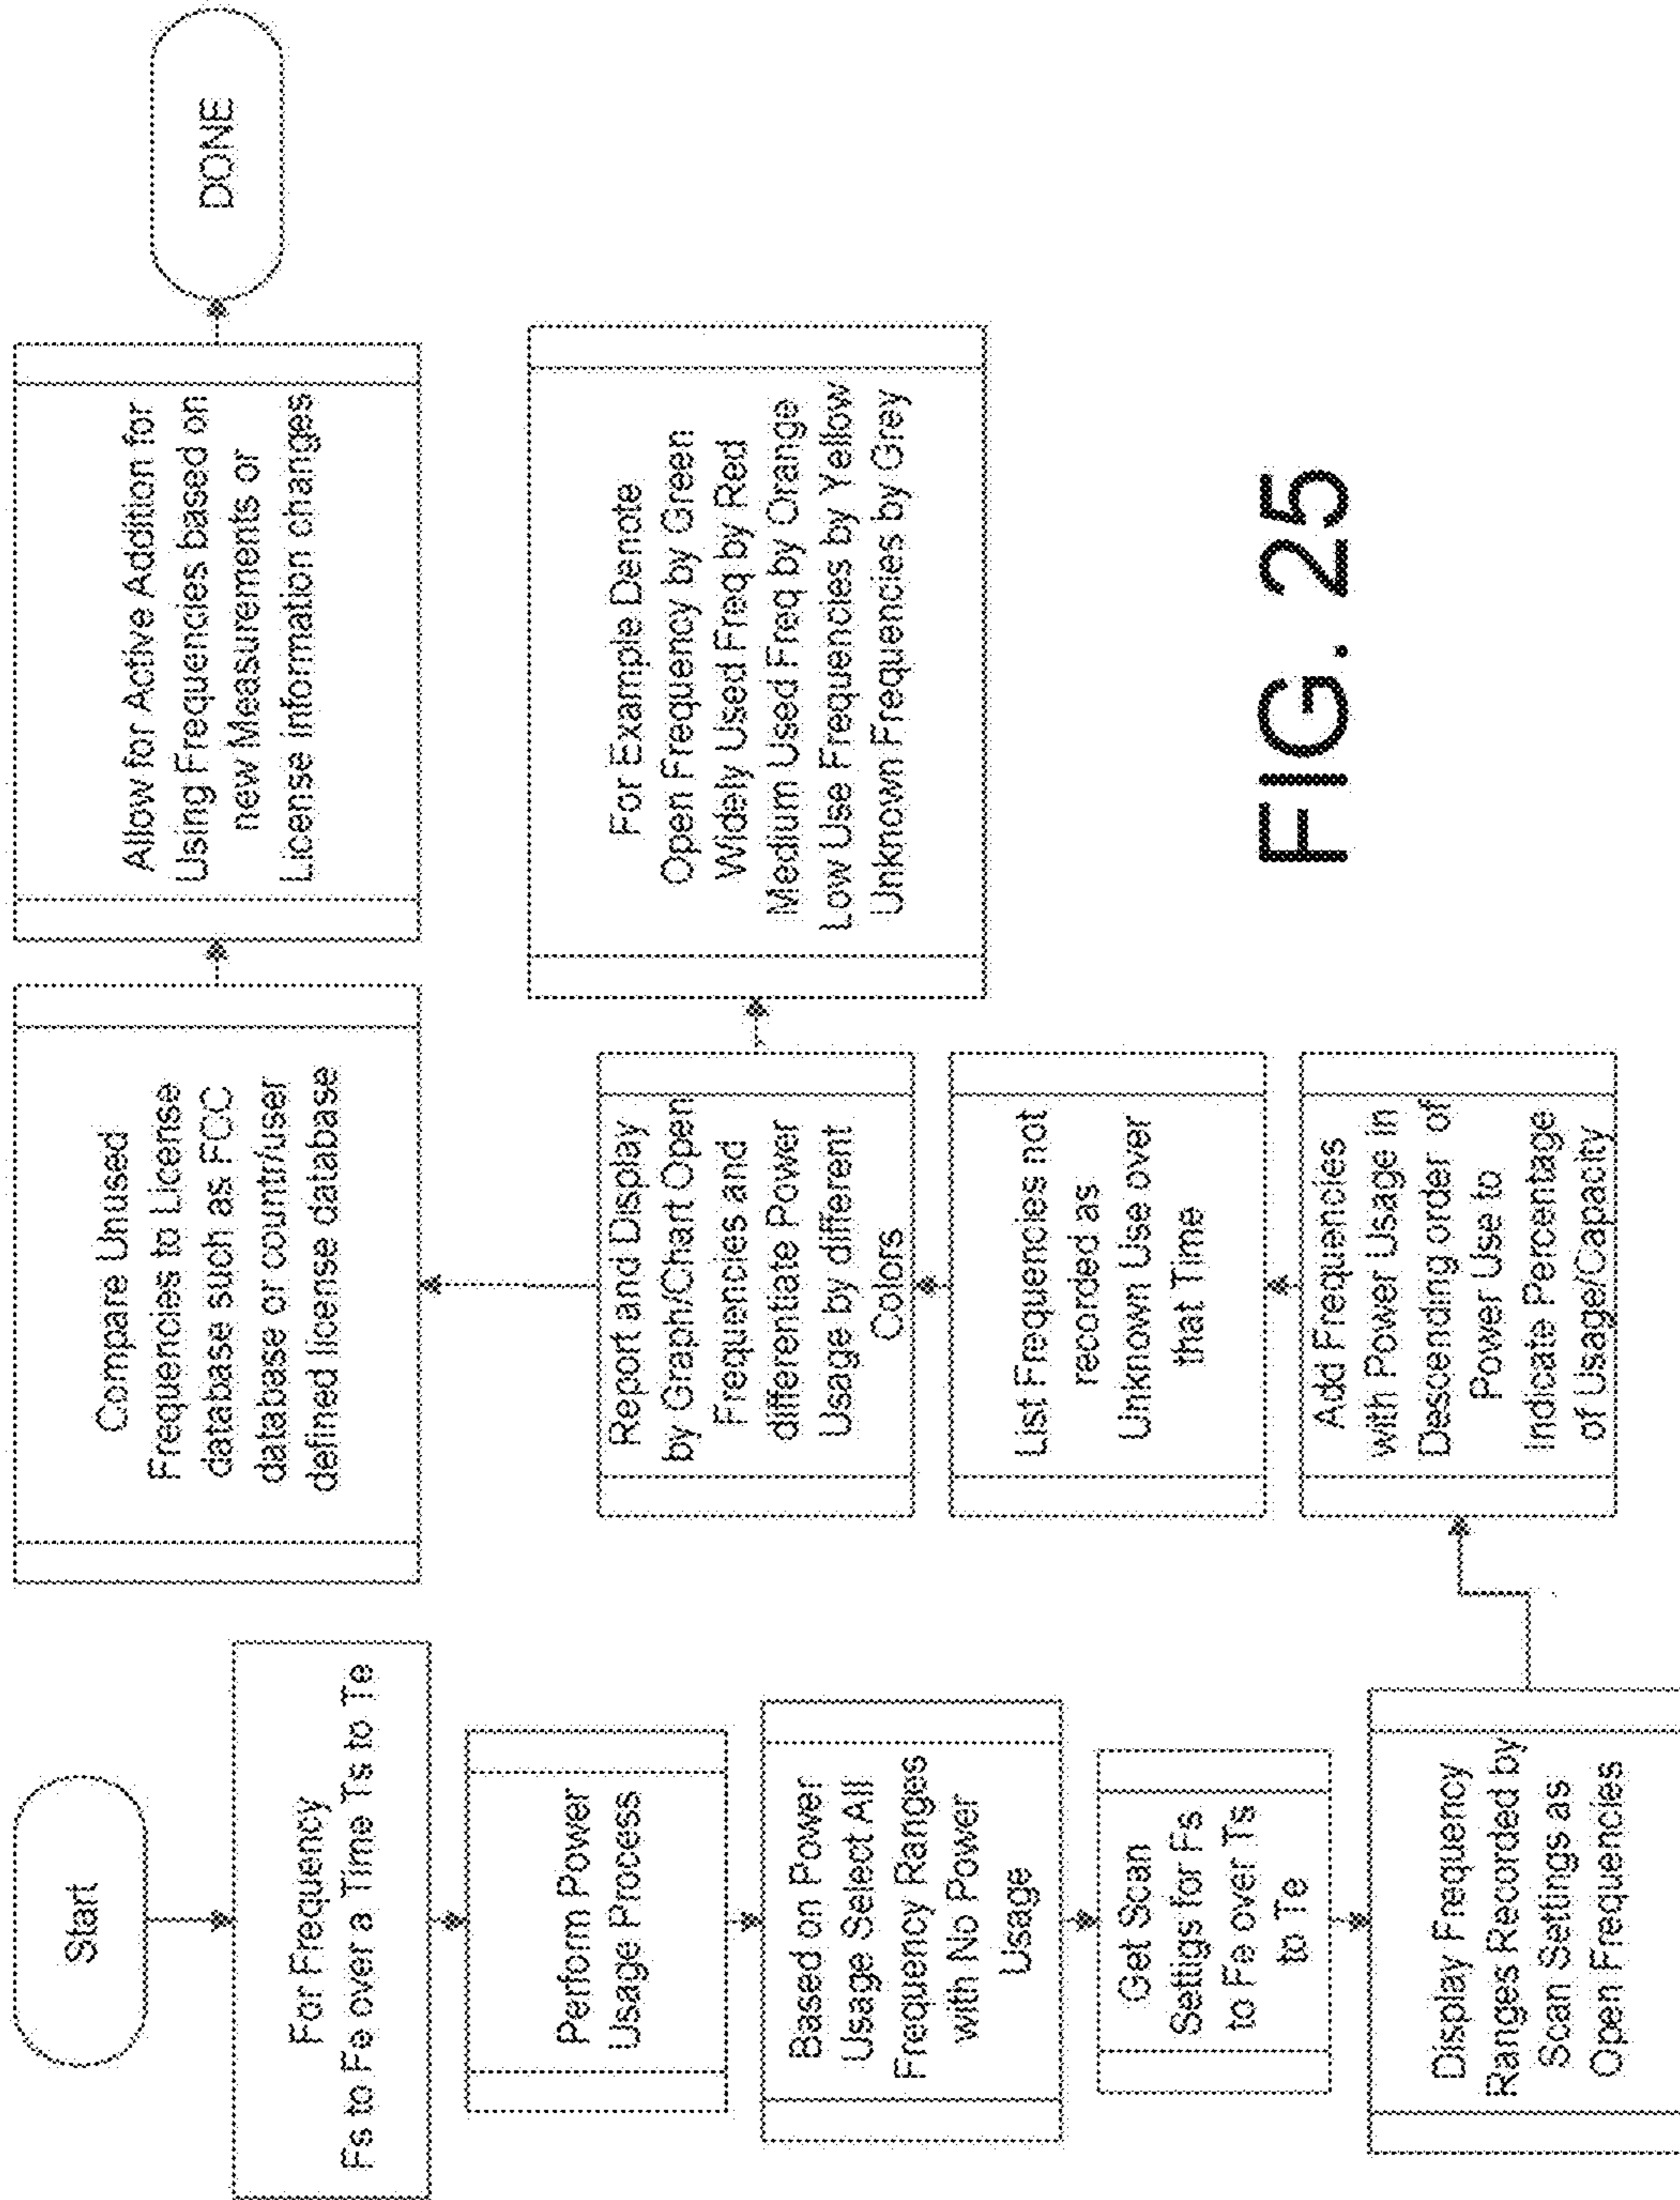 Start
For Frequency
Fs to Fe over a Time Ts to Te
Perform Power
Usage Process
Based on Power
Usage Select All
Frequency Ranges
with No Power
Usage
Get Scan
Settigs for Fs
to Fe over Ts
to Te
Display Frequency
Ranges Recorded by
Scan Settings as
Open Frequencies
Add Frequencies
with Power Usage in
Descending order of
Power Use to
Indicate Percentage
of Usage/Capacity
List Frequencies not
recorded as
Unknown Use over
that Time
Report and Display
by Graph/Chart Open
Frequencies and
differentiate Power
Usage by different
Colors
For Example Denote
Open Frequency by Green
Widely Used Freq by Red
Medium Used Freq by Orange
Low Use Frequencies by Yellow
Unknown Frequencies by Grey
Compare Unused
Frequencies to License
database such as FCC
database or countr/user
defined license database
Allow for Active Addition for
Using Frequencies based on
new Measurements or
License information changes
DONE
FIG. 25